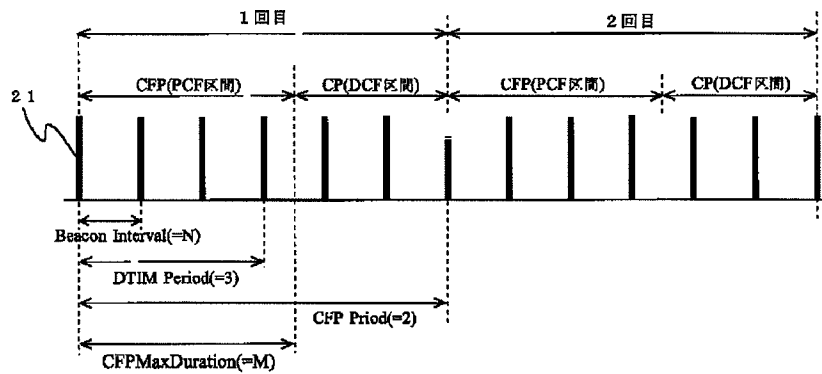 1回目
2回目
CFP(PCF区間)
CP(DCF区間)
CFP(PCF区間)
CP(DCF区間)
21
Beacon Interval(=N)
DTIM Period(=3)
CFP Priod(=2)
CFPMaxDuration(=M)